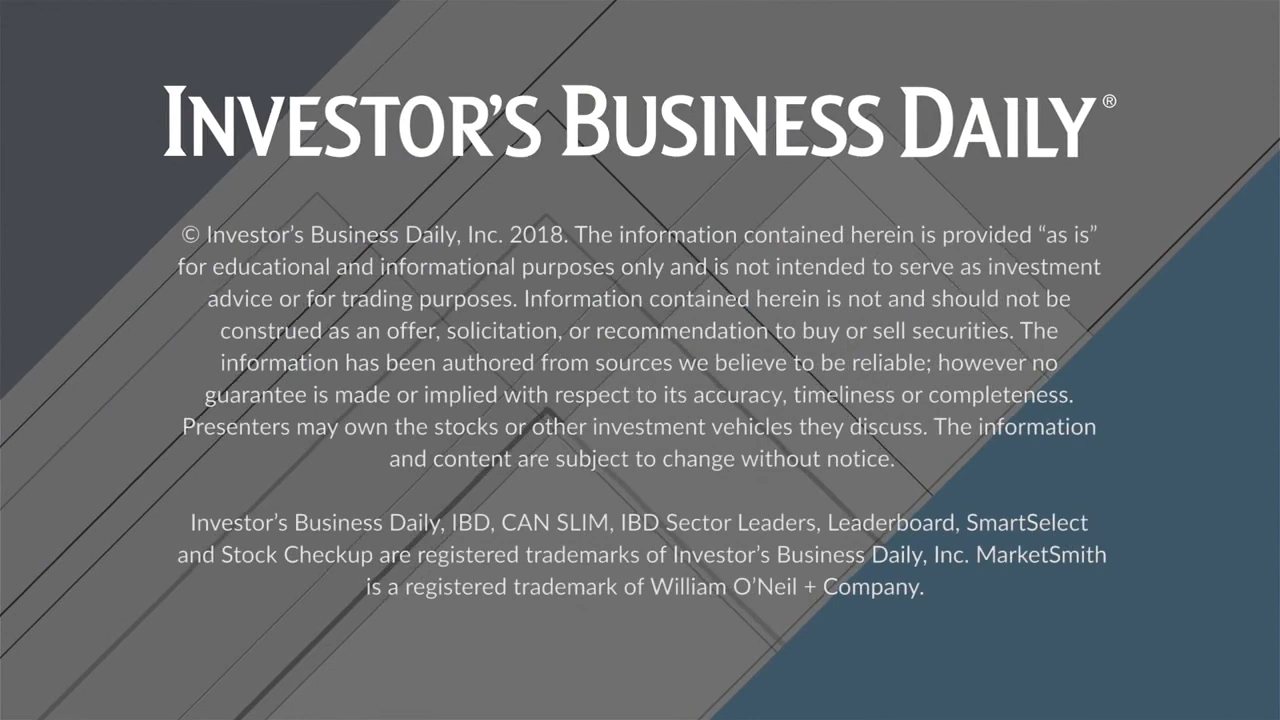 INVESTOR'S BUSINESS DAILY®
© Investor's Business Daily, Inc. 2018. The information contained herein is provided “as is”
for educational and informational purposes only and is not intended to serve as investment
advice or for trading purposes. Information contained herein is not and should not be
construed as an offer, solicitation, or recommendation to buy or sell securities. The
information has been authored from sources we believe to be reliable; however no
guarantee is made or implied with respect to its accuracy, timeliness or completeness.
Presenters may own the stocks or other investment vehicles they discuss. The information
and content are subject to change without notice.
Investor's Business Daily, IBD, CAN SLIM, IBD Sector Leaders, Leaderboard, SmartSelect
and Stock Checkup are registered trademarks of Investor's Business Daily, Inc. MarketSmith
is a registered trademark of William O'Neil + Company.